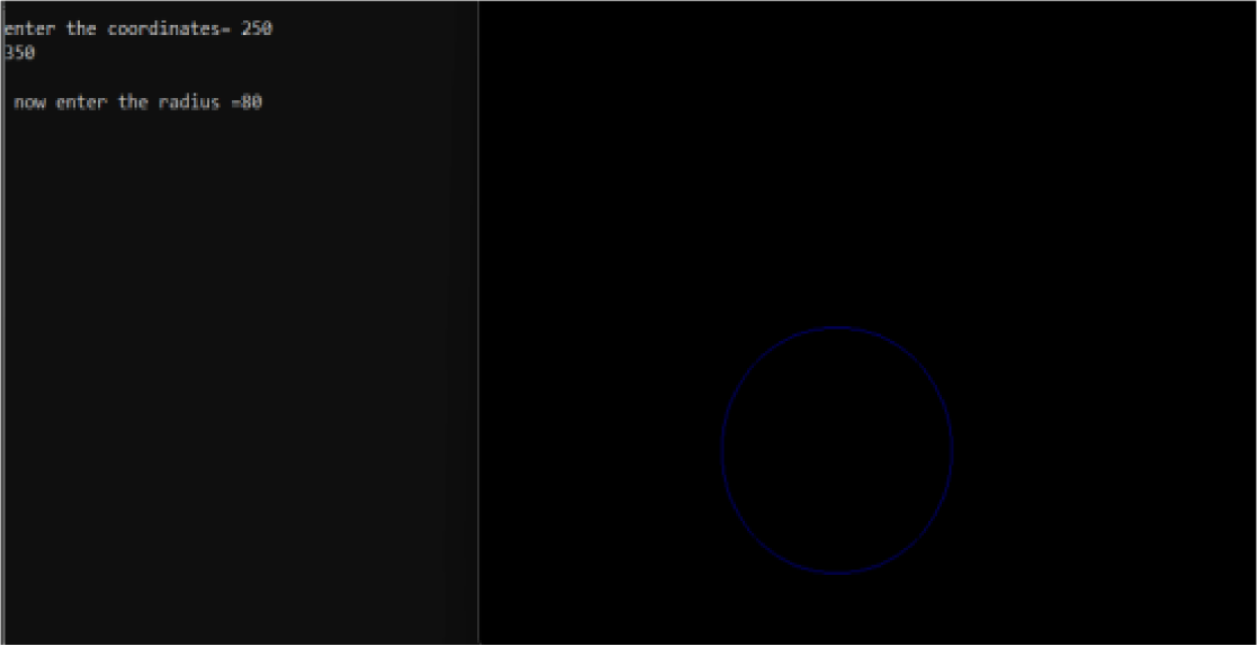 enter the coordinates= 250
350
now enter the radius =80